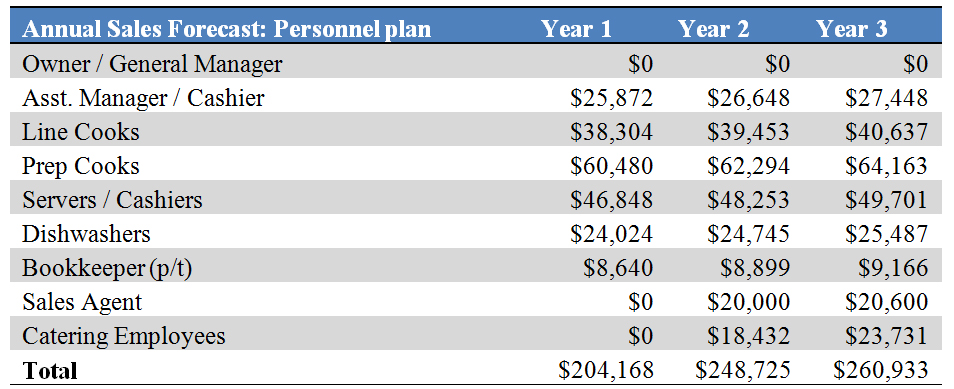 Annual Sales Forecast: Personnel plan Year 1 Year 2 Year 3
Owner / General Manager $0 $0 $0
Asst. Manager / Cashier $25,872 $26,648 $27,448
Line Cooks $38,304 $39,453 $40,637
Prep Cooks $60,480 $62,294 $64,163
Servers / Cashiers $46,848 $48,253 $49,701
Dishwashers $24,024 $24,745 $25,487
Bookkeeper (p/t) $8,640 $8,899 $9,166
Sales Agent $0 $20,000 $20,600
Catering Employees $0 $18,432 $23,731
Total $204,168 $248,725 $260,933